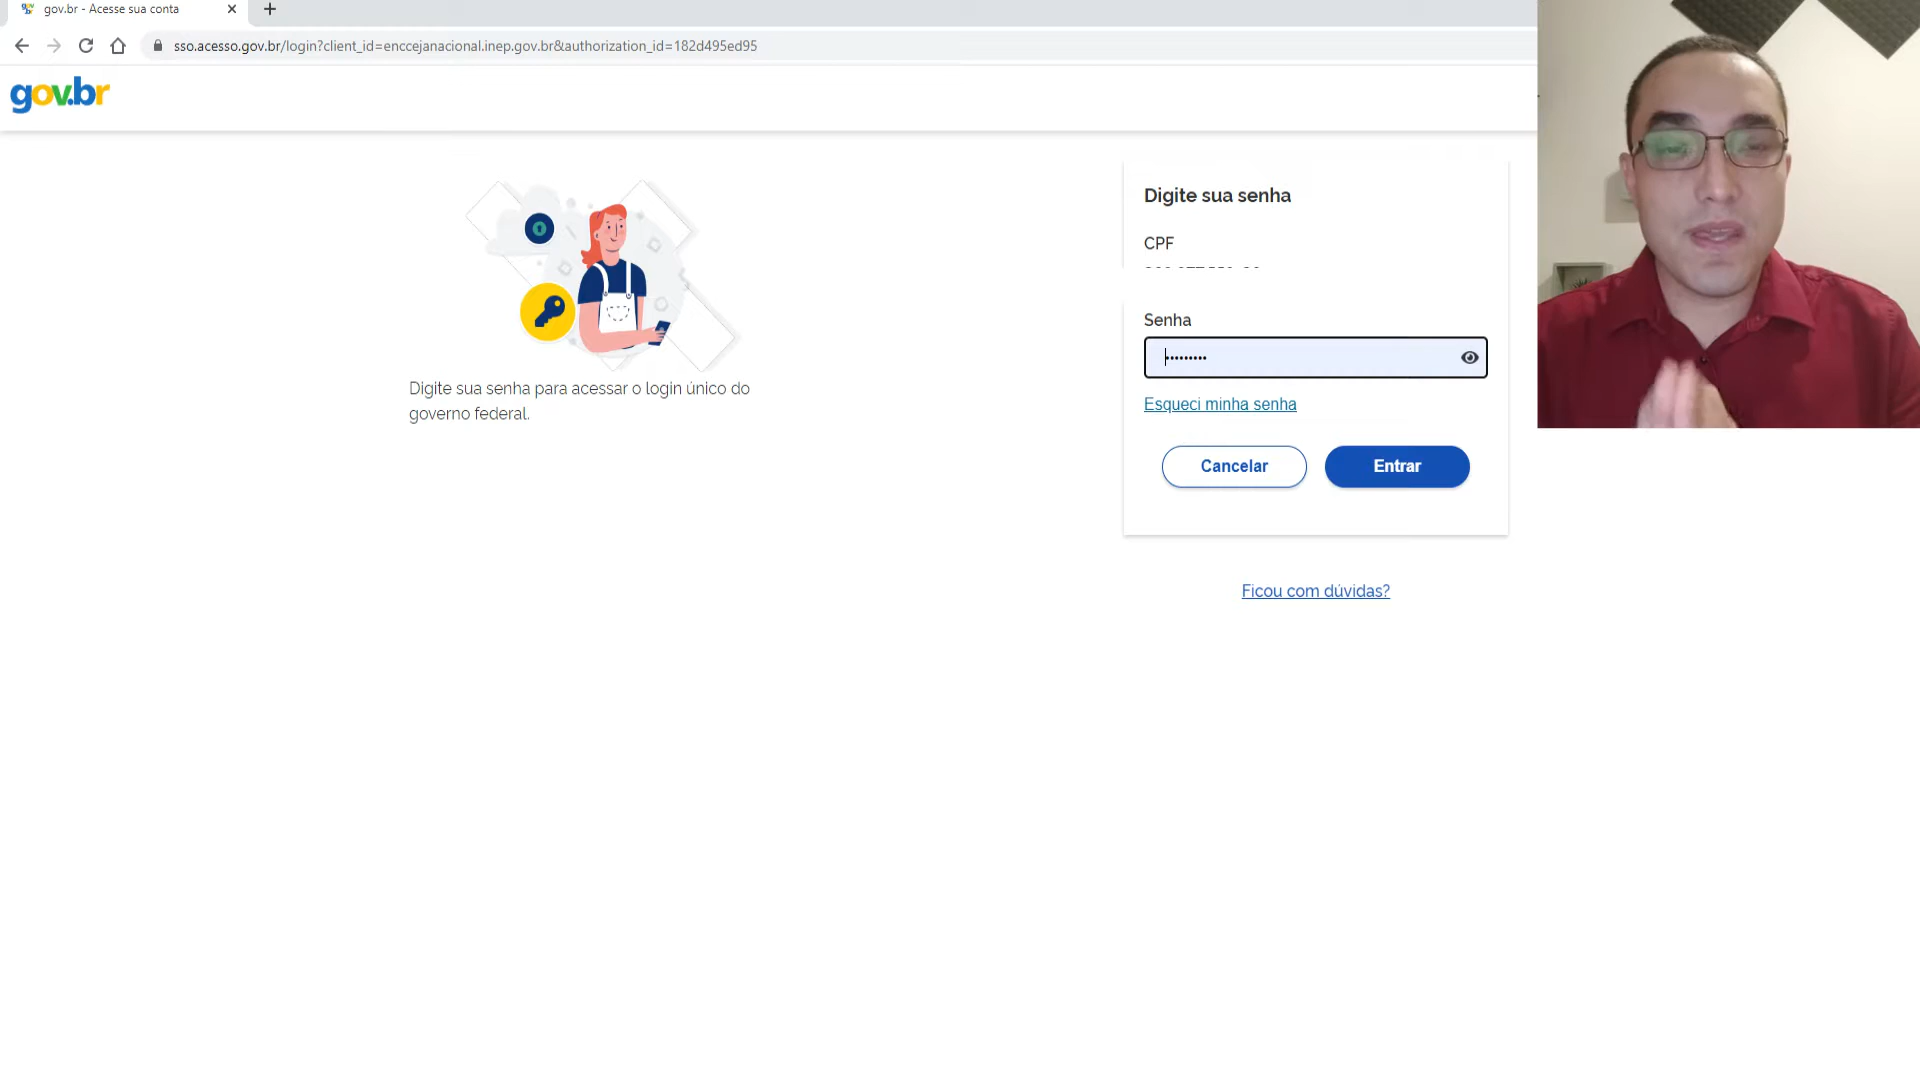 gov.br - Acesse sua conta
sso.acesso.gov.br/login?client_id=enccejanacional.inep.gov.br&authorization_id=182d495ed95
gov.br
Digite sua senha
CPF
Senha
Esqueci minha senha
Cancelar
Entrar
Ficou com dúvidas?
Digite sua senha para acessar o login único do
governo federal.